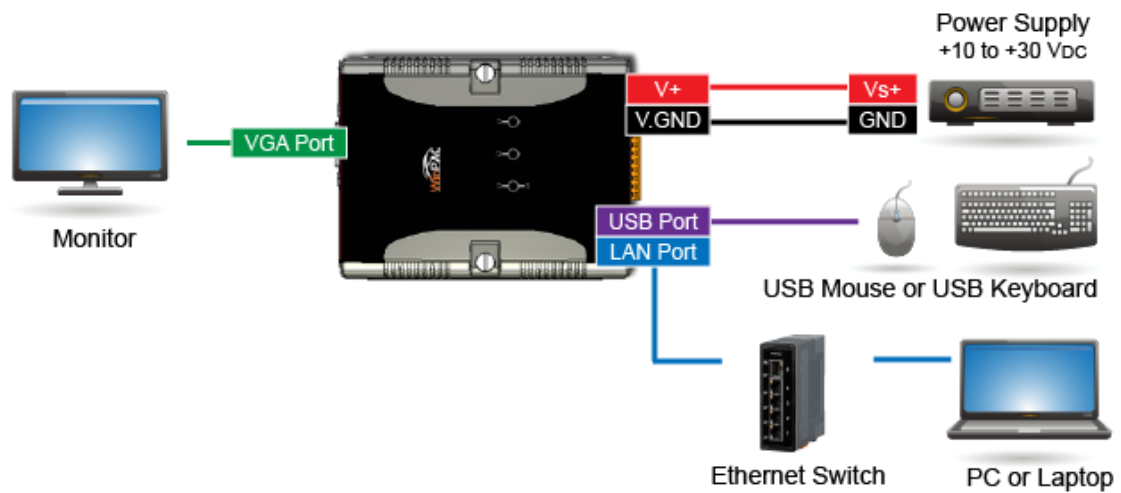 Power Supply
+10 to +30 VDC
V+
Vs+
V.GND
GND
VGA Port
WinPAC
Monitor
USB Port
LAN Port
USB Mouse or USB Keyboard
Ethernet Switch
PC or Laptop